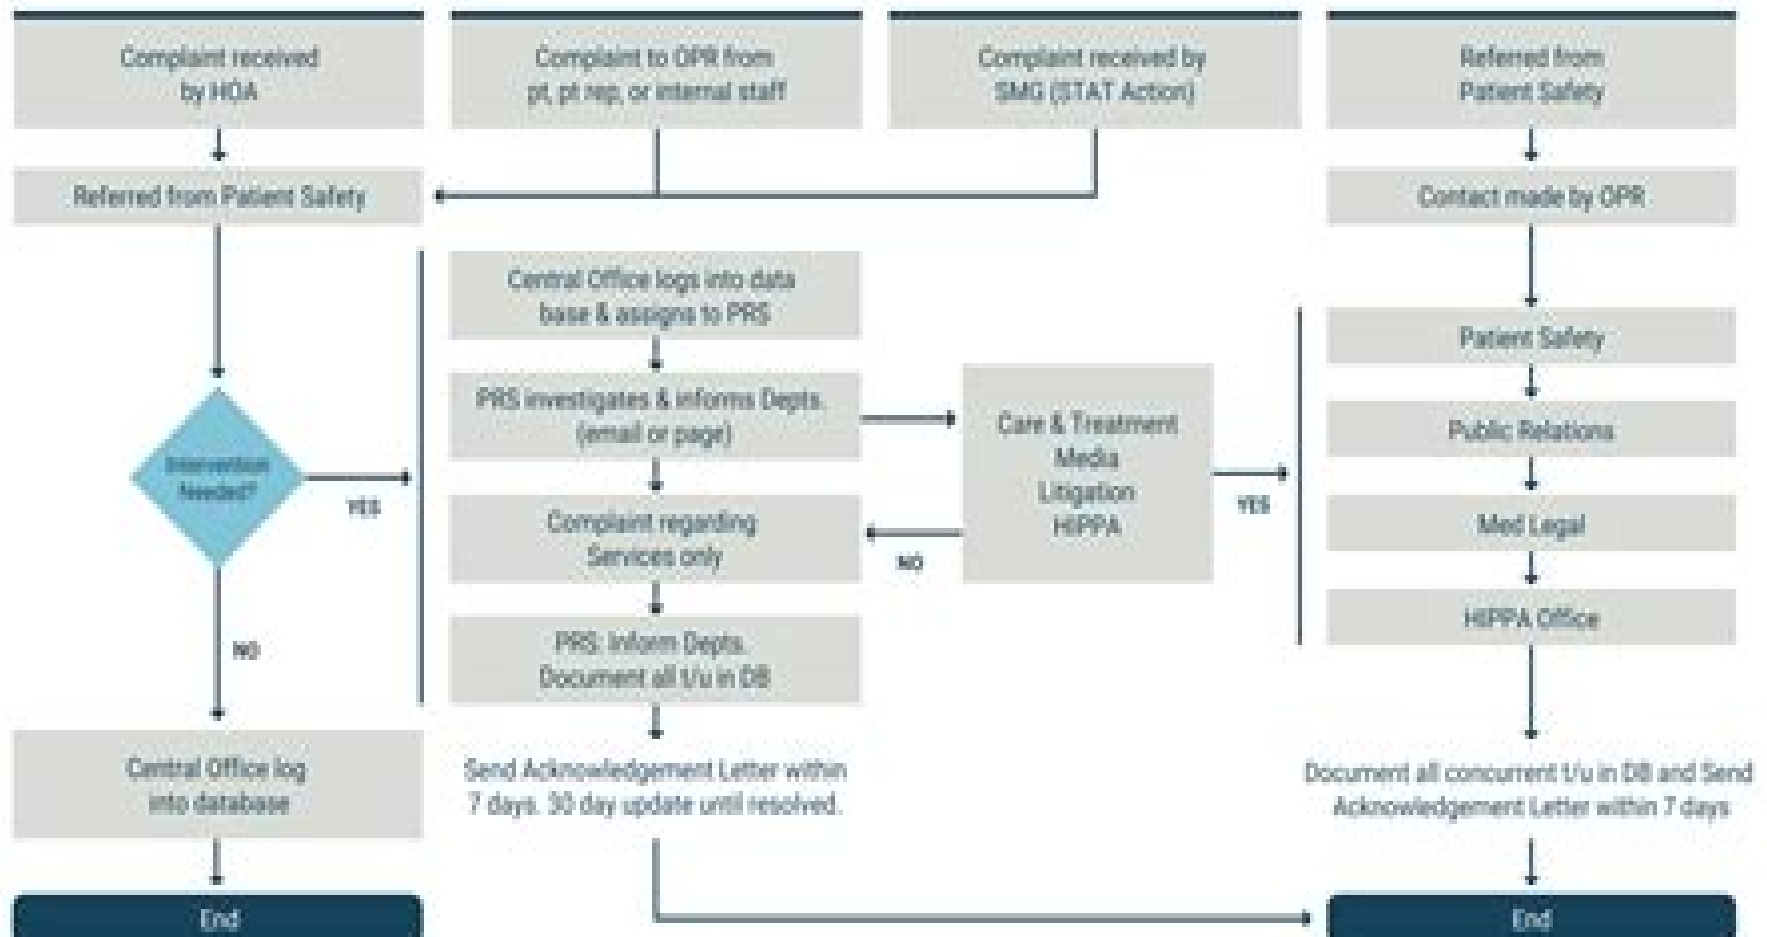 Complaint received
by HOA
Complaint to OPR from
pt, pt rep, or internal staff
Complaint received by
SMG (STAT Action)
Referred from
Patient Safety
Referred from Patient Safety
Contact made by OPR
Central Office logs into data
base & assigns to PRS
PRS investigates & informs Depts.
(email or page)
Care & Treatment
Media
Litigation
HIPPA
Patient Safety
Public Relations
Med Legal
HIPPA Office
Intervention
Needed?
YES
YES
NO
NO
Complaint regarding
Services only
PRS. Inform Depts.
Document all t/u in DB
Central Office log
into database
Send Acknowledgement Letter within
7 days. 30 day update until resolved.
Document all concurrent t/u in DB and Send
Acknowledgement Letter within 7 days
End
End